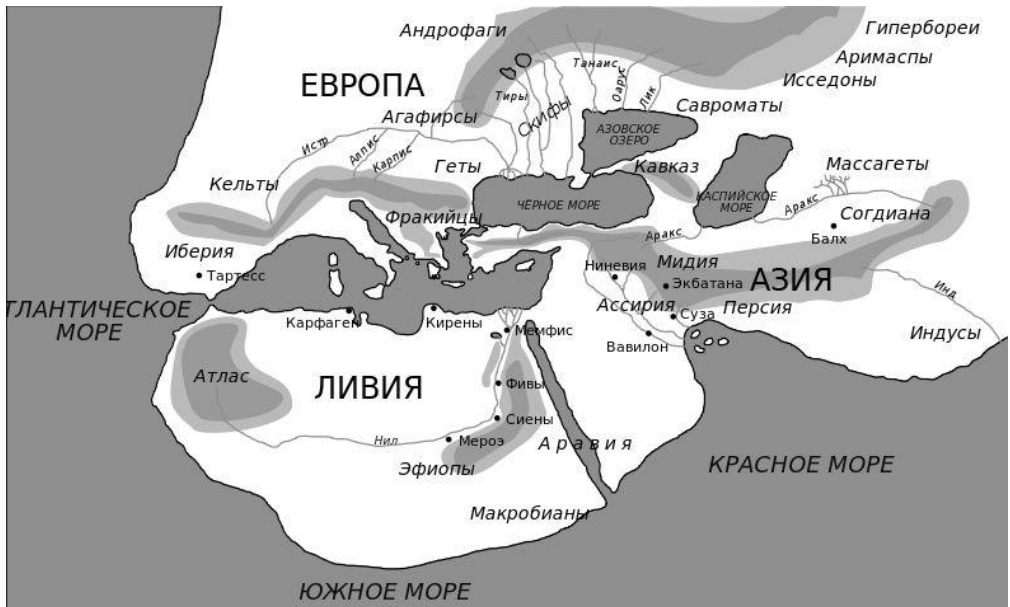 Гипербореи
Андрофаги
Аримаспы
Танаис
Исседоны
ЕВРОПА
Оарус
Лик
Тиры
Савроматы
Агафирсы
Скифы
АЗОВСКОЕ
ОЗЕРО
Истр
Алпис
Карпис
Геты
Кавказ
Массагеты
Кельты
КАСПИЙСКОЕ
МОРЕ
ЧЁРНОЕ МОРЕ
Аракс
Фракийцы
Согдиана
Аракс
Балх
Иберия
Ниневия
Мидия
Тартесс
Экбатана
АЗИЯ
Инд
ТЛАНТИЧЕСКОЕ
МОРЕ
Ассирия
Персия
Суза
Карфаген
Кирены
Мемфис
Индусы
Вавилон
Атлас
ЛИВИЯ
Фивы
Сиены
Нил
Мероэ
Аравия
Эфиопы
КРАСНОЕ МОРЕ
Макробианы
ЮЖНОЕ МОРЕ